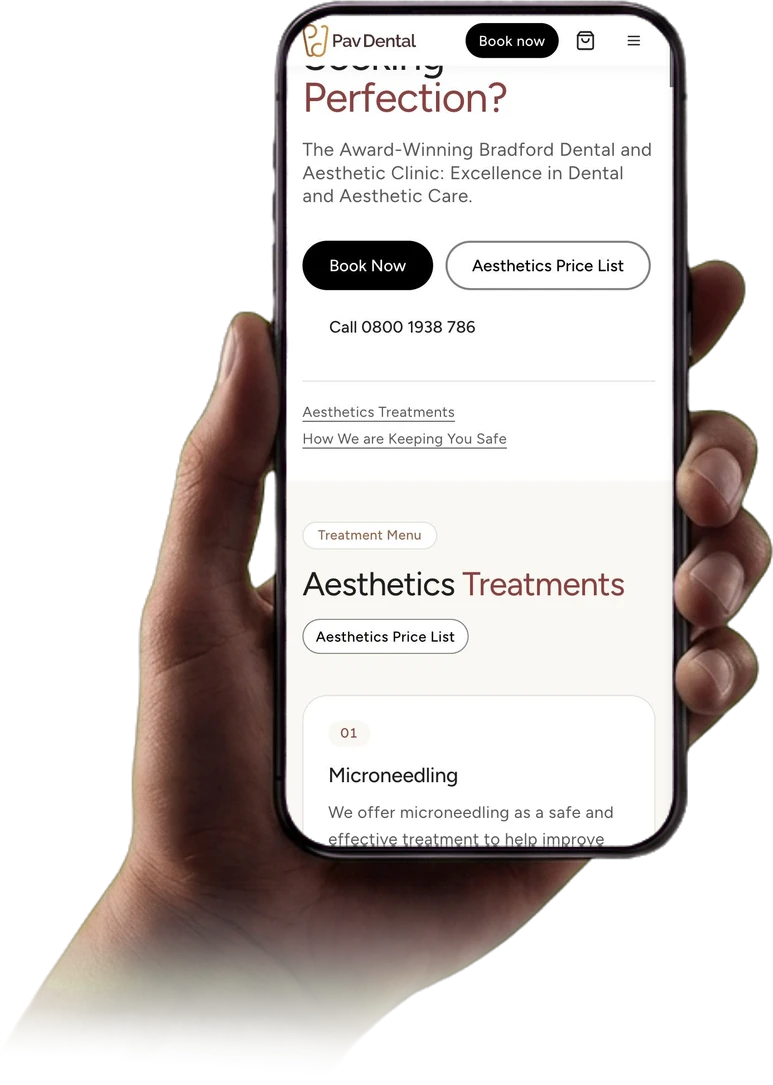 Pav Dental
Book now
Seeking
Perfection?
The Award-Winning Bradford Dental and
Aesthetic Clinic: Excellence in Dental
and Aesthetic Care.
Book Now
Aesthetics Price List
Call 0800 1938 786
Aesthetics Treatments
How We are Keeping You Safe
Treatment Menu
Aesthetics Treatments
Aesthetics Price List
01
Microneedling
We offer microneedling as a safe and
effective treatment to help improve